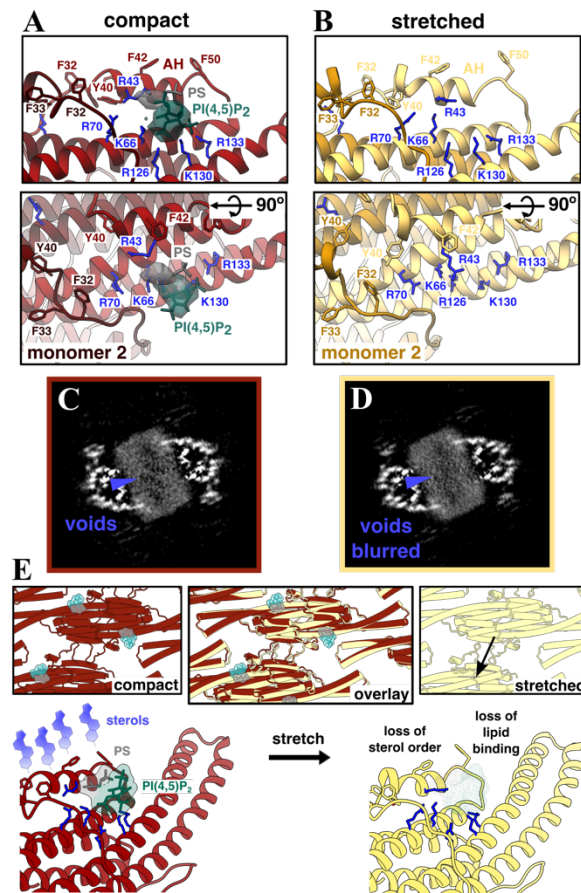 A
compact
F32
F42
AH
F50
R43
Y40
PS
PI(4,5)P2
F33
F32
R70
K66
R133
R126
K130
90º
F42
Y40
R43
PS
Y40
R133
F32
K66
R70
K130
F33
PI(4,5)P2
monomer 2
B
stretched
F32
F42
AH
F50
Y40
R43
F33
F32
R70
K66
R133
R126
K130
90º
Y40
F42
Y40
R43
R133
F32
K66
R70
R126
K130
F33
monomer 2
C
voids
D
voids
blurred
E
compact
overlay
stretched
sterols
PS
PI(4,5)P2
stretch
loss of
sterol order
loss of
lipid
binding